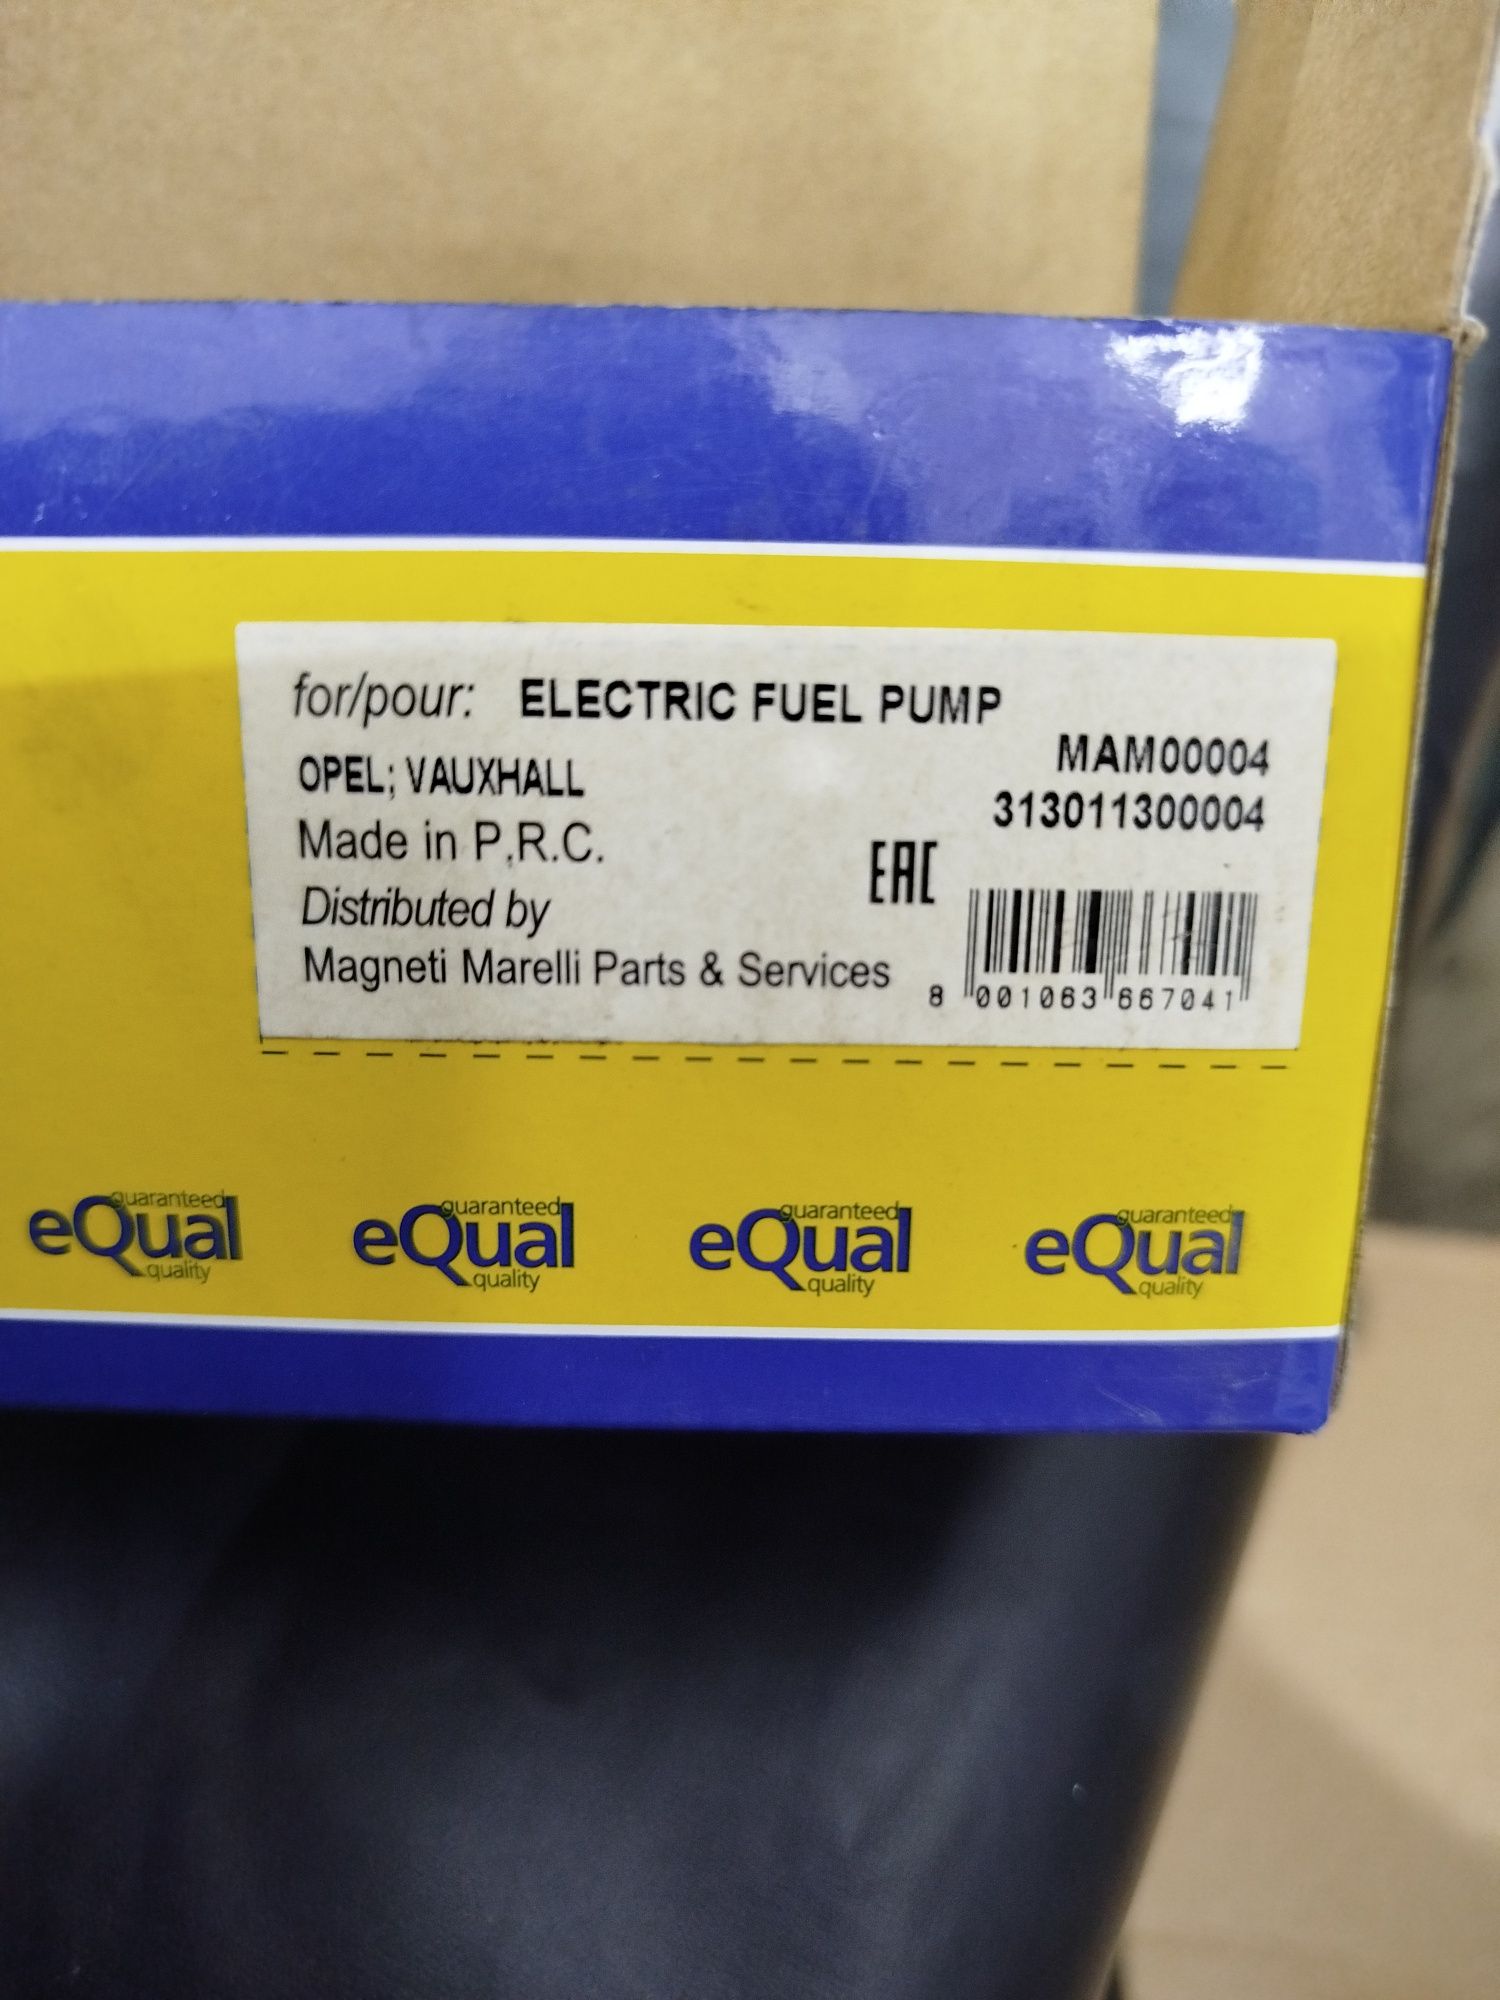 for/pour: ELECTRIC FUEL PUMP
MAM00004
OPEL; VAUXHALL
313011300004
Made in P.R.C.
EAC
Distributed by
Magneti Marelli Parts & Services
8 001063 667041
guaranteed
eQual
quality
guaranteed
eQual
quality
guaranteed
eQual
quality
guaranteed
eQual
quality